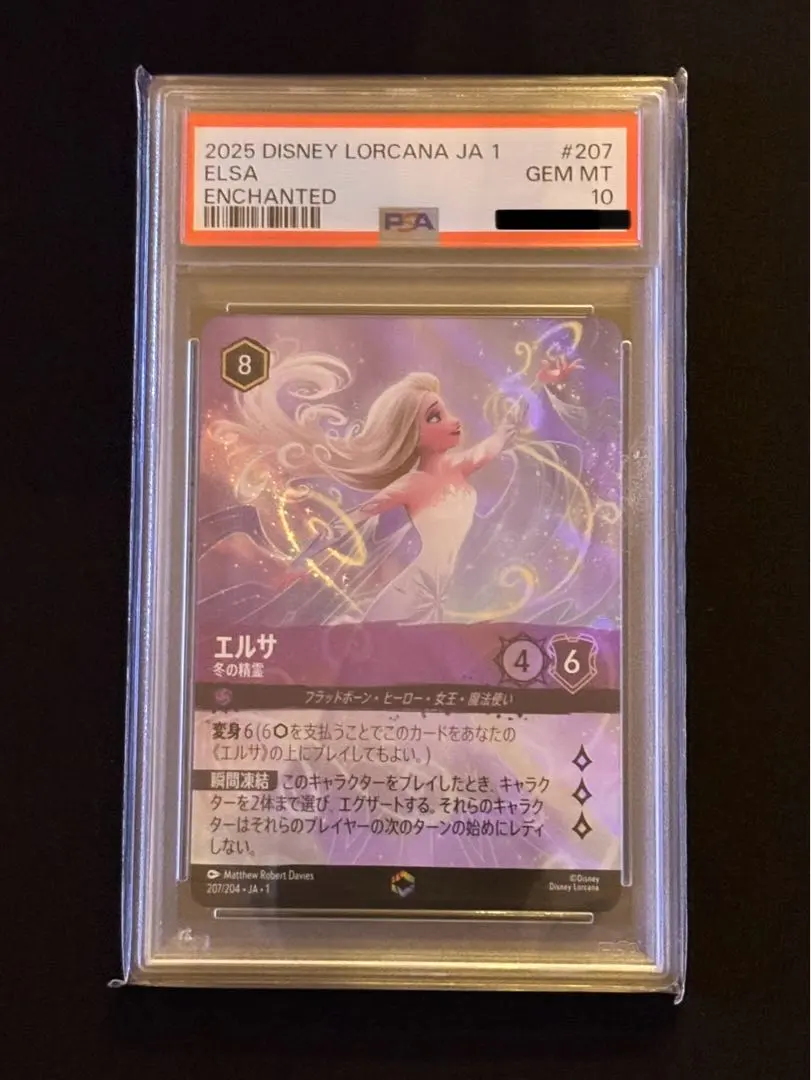 2025 DISNEY LORCANA JA 1 #207
ELSA GEM MT
ENCHANTED 10
PSA
8
エルサ
冬の精霊
4 6
フラッドボーン・ヒーロー・女王・魔法使い
変身 6 (6⬡を支払うことでこのカードをあなたの
《エルサ》の上にプレイしてもよい。)
瞬間凍結 このキャラクターをプレイしたとき、キャラク
ターを2体まで選び、エグザートする。それらのキャラク
ターはそれらのプレイヤーの次のターンの始めにレディ
しない。
Matthew Robert Davies ©Disney
207/204 • JA • 1 Disney Lorcana